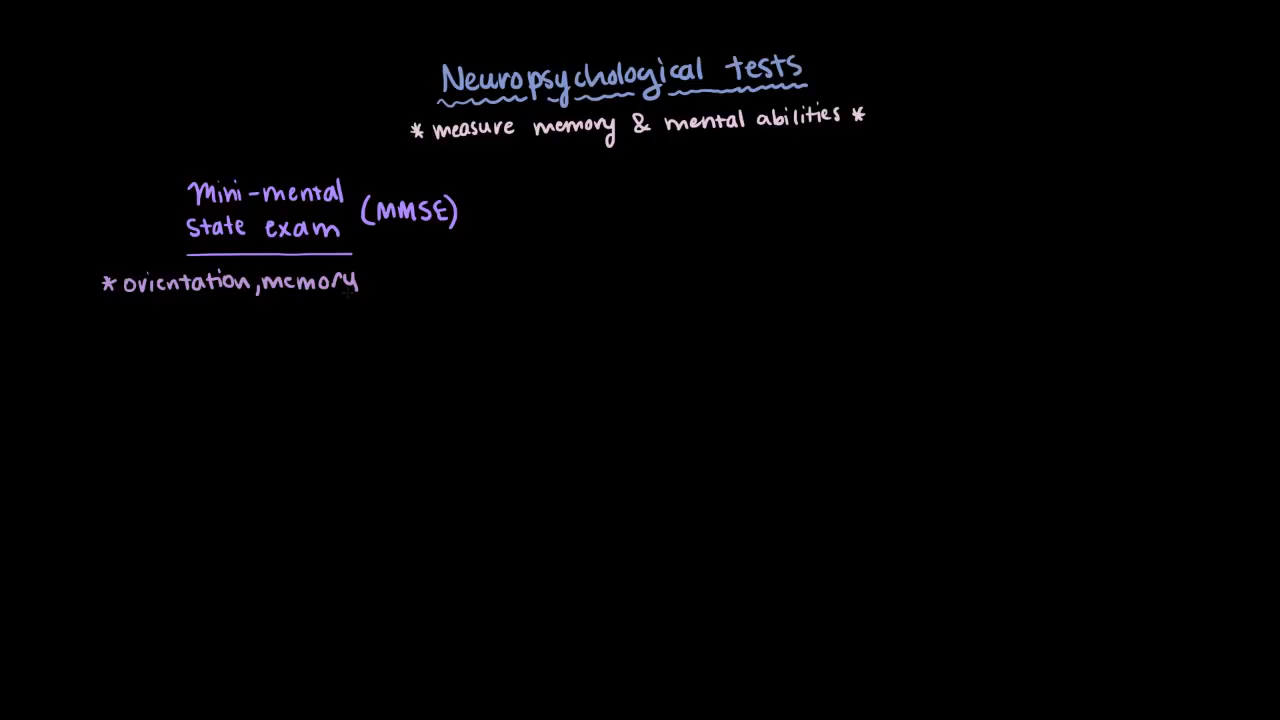 Neuropsychological tests
* measure memory & mental abilities *
Mini-mental
State exam (MMSE)
* orientation, memory